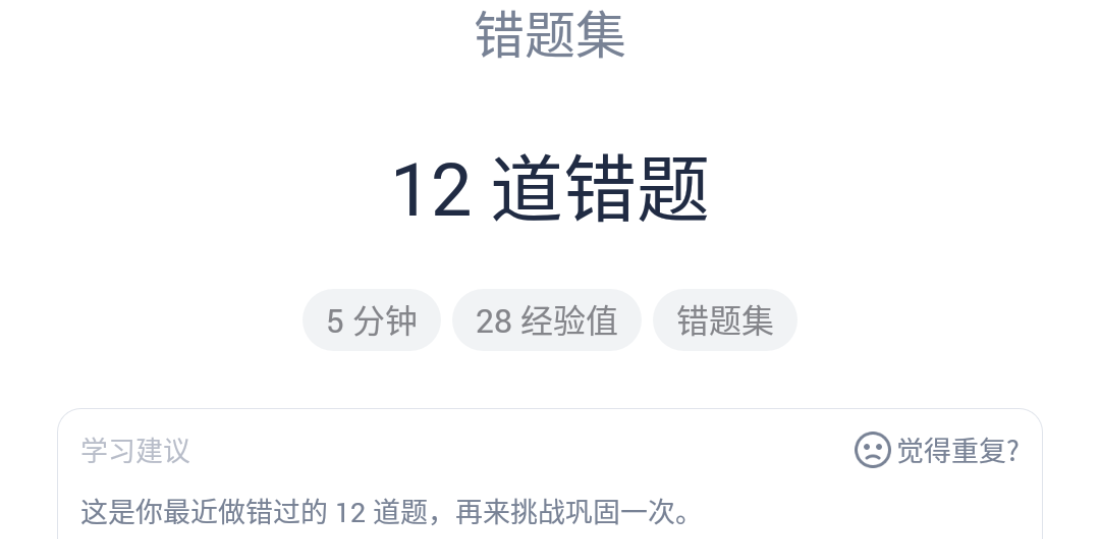 错题集
12 道错题
5 分钟 28 经验值 错题集
学习建议 觉得重复?
这是你最近做错过的 12 道题，再来挑战巩固一次。